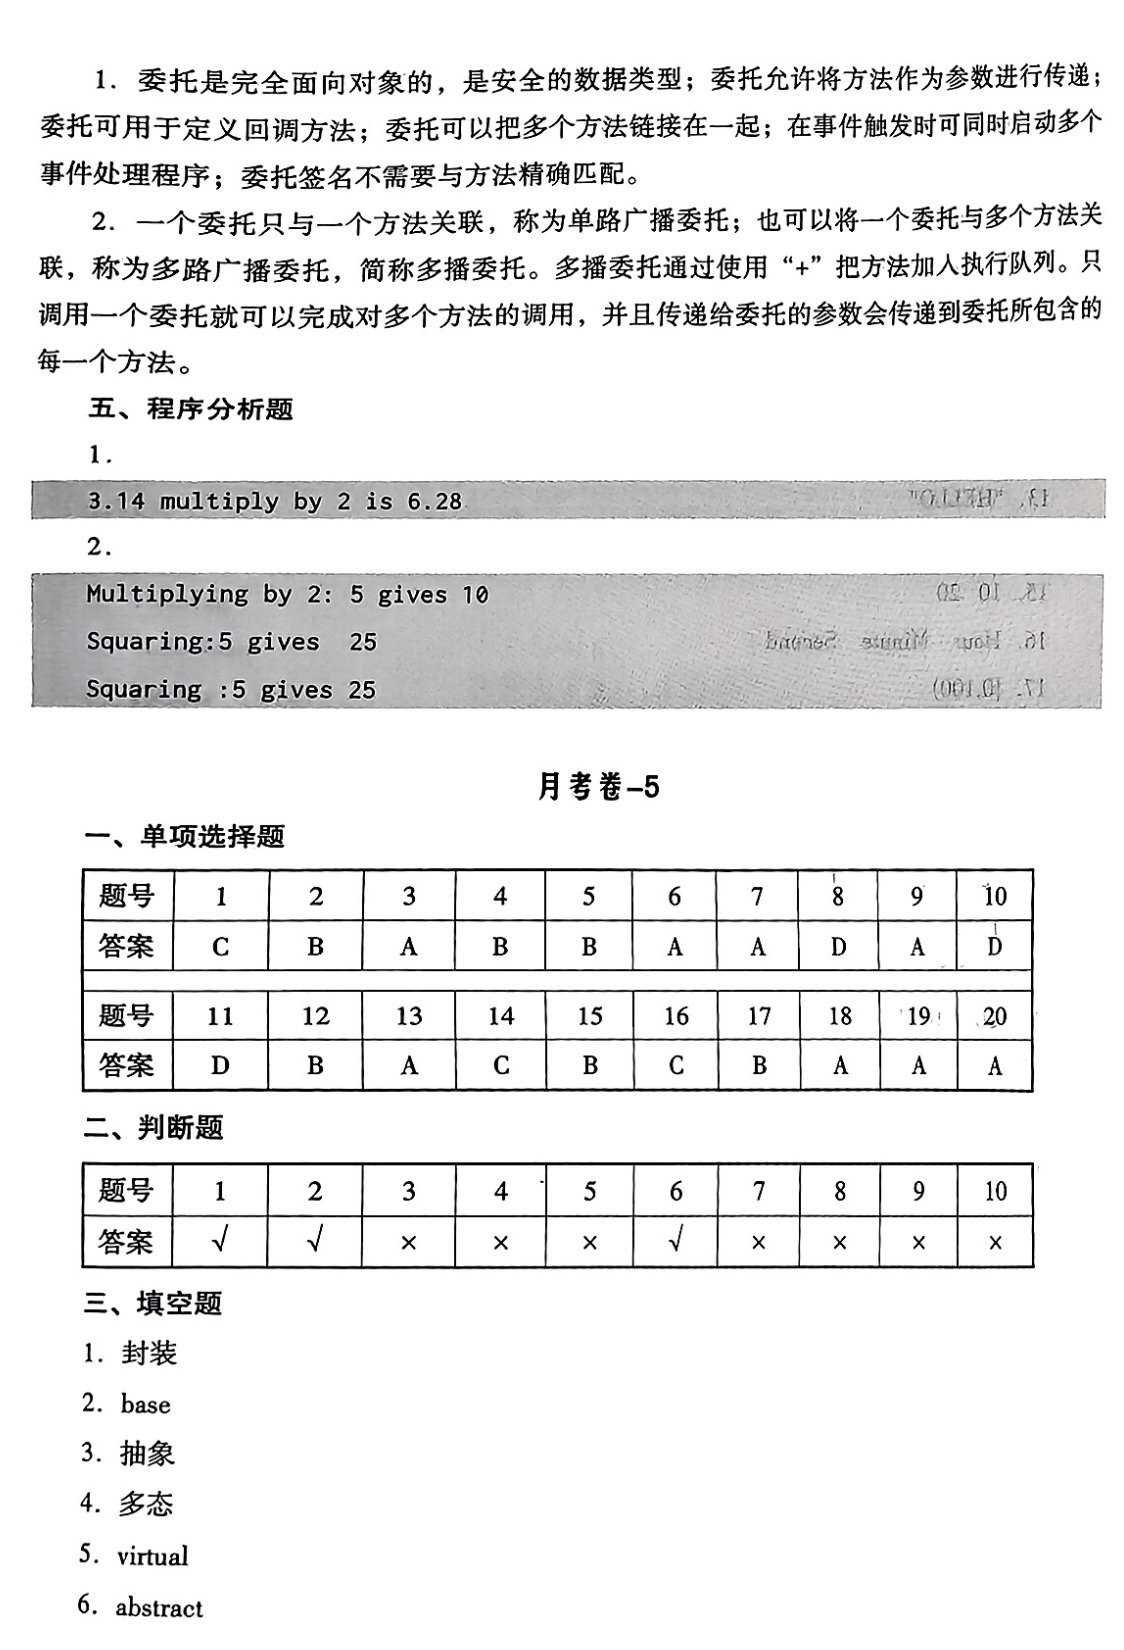 1. 委托是完全面向对象的，是安全的数据类型；委托允许将方法作为参数进行传递；
委托可用于定义回调方法；委托可以把多个方法链接在一起；在事件触发时可同时启动多个
事件处理程序；委托签名不需要与方法精确匹配。
2. 一个委托只与一个方法关联，称为单路广播委托；也可以将一个委托与多个方法关
联，称为多路广播委托，简称多播委托。多播委托通过使用“+”把方法加入执行队列。只
调用一个委托就可以完成对多个方法的调用，并且传递给委托的参数会传递到委托所包含的
每一个方法。
五、程序分析题
1.
3.14 multiply by 2 is 6.28
2.
Multiplying by 2: 5 gives 10
Squaring:5 gives  25
Squaring :5 gives 25
月考卷-5
一、单项选择题
题号 1 2 3 4 5 6 7 8 9 10
答案 C B A B B A A D A D
题号 11 12 13 14 15 16 17 18 19 20
答案 D B A C B C B A A A
二、判断题
题号 1 2 3 4 5 6 7 8 9 10
答案 √ √ × × × √ × × × ×
三、填空题
1. 封装
2. base
3. 抽象
4. 多态
5. virtual
6. abstract